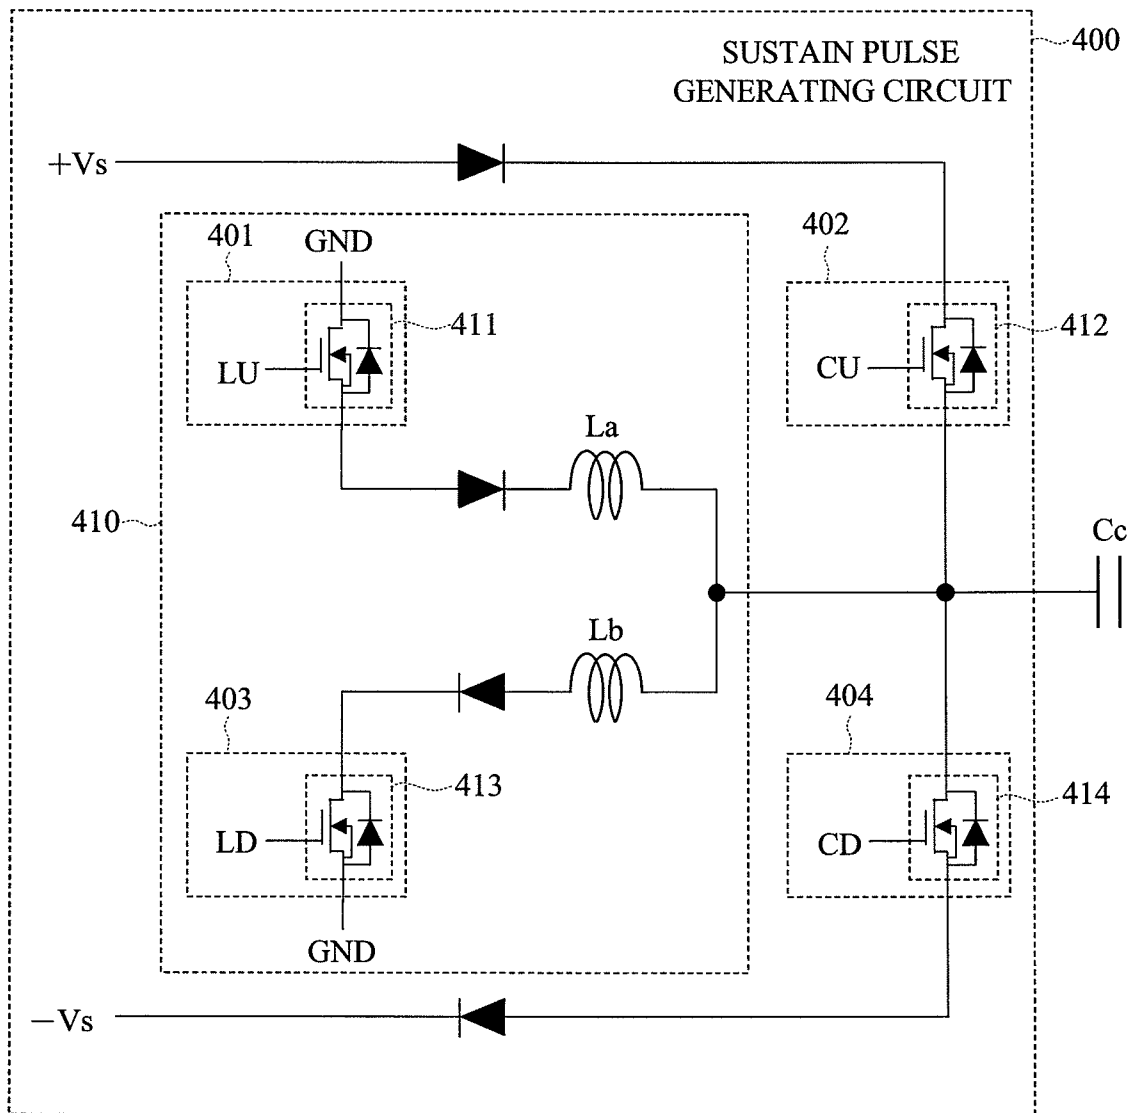 400
SUSTAIN PULSE
GENERATING CIRCUIT
+Vs
401
GND
402
411
412
LU
CU
La
410
Cc
Lb
403
404
413
414
LD
CD
GND
−Vs